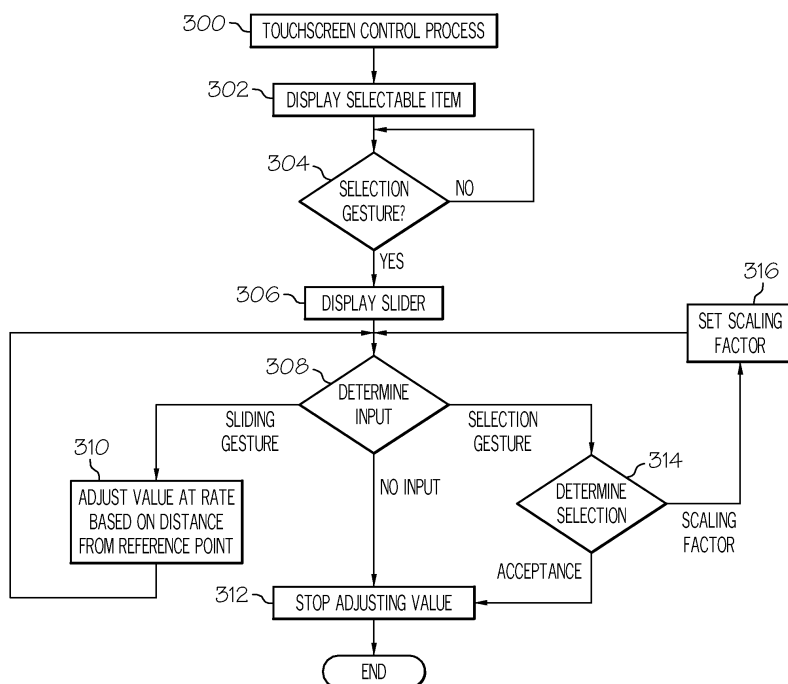 300
TOUCHSCREEN CONTROL PROCESS
302
DISPLAY SELECTABLE ITEM
304
SELECTION
GESTURE?
NO
YES
306
DISPLAY SLIDER
316
SET SCALING
FACTOR
308
DETERMINE
INPUT
SLIDING
GESTURE
SELECTION
GESTURE
310
ADJUST VALUE AT RATE
BASED ON DISTANCE
FROM REFERENCE POINT
NO INPUT
314
DETERMINE
SELECTION
SCALING
FACTOR
ACCEPTANCE
312
STOP ADJUSTING VALUE
END